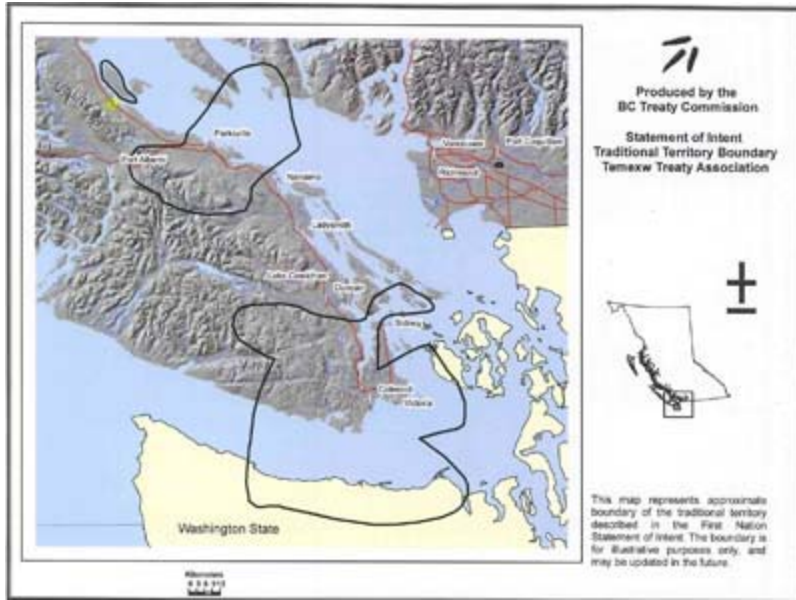 Produced by the
BC Treaty Commission
Statement of Intent
Traditional Territory Boundary
Temexw Treaty Association
Parksville
Port Alberni
Nanaimo
Ladysmith
Lake Cowichan
Duncan
Sidney
Colwood
Victoria
Vancouver
Port Coquitlam
Richmond
Washington State
This map represents approximate
boundary of the traditional territory
described in the First Nation
Statement of Intent. The boundary is
for illustrative purposes only, and
may be updated in the future.
Kilometers